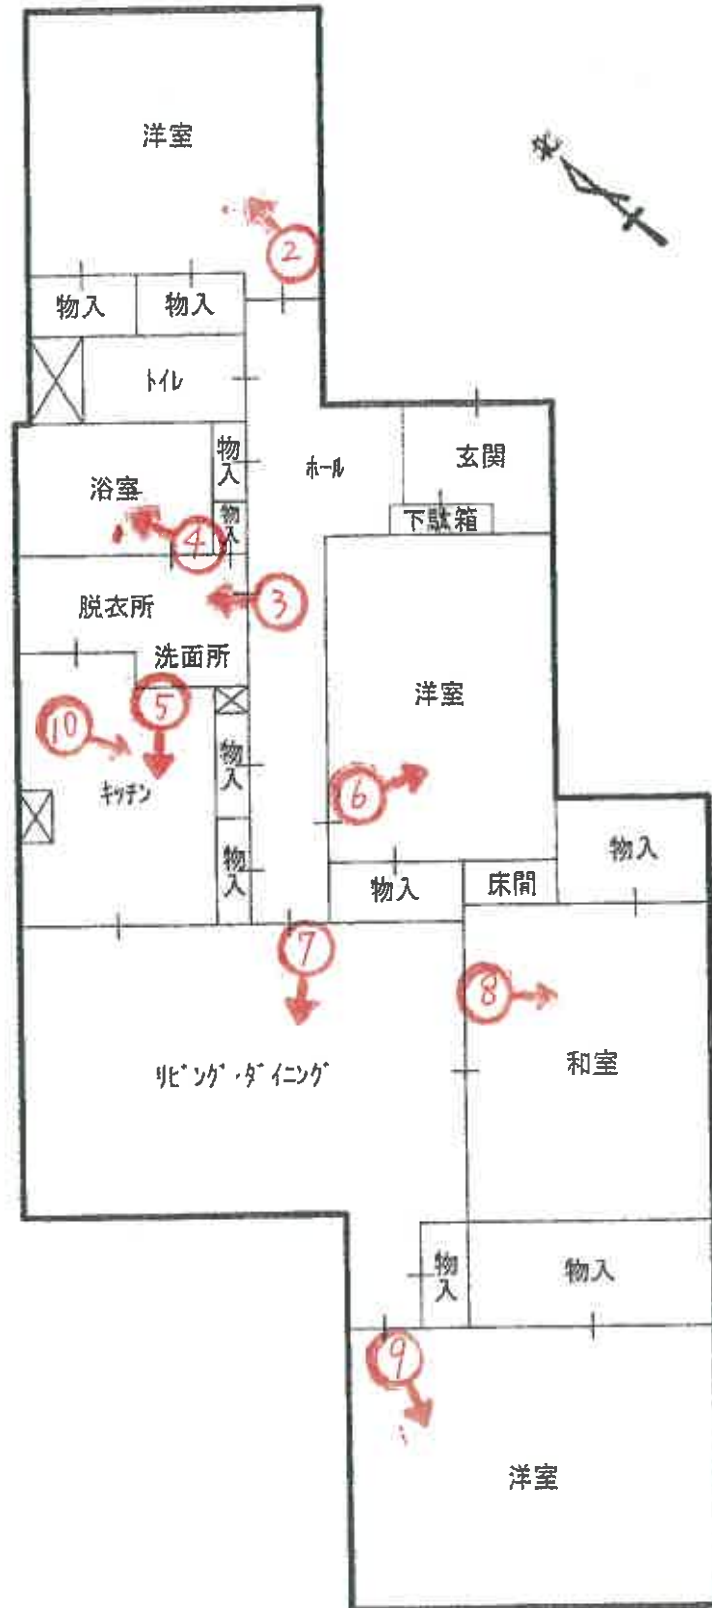 洋室
北
②
物入
物入
トイレ
物入
ホール
玄関
浴室
物入
下駄箱
④
③
脱衣所
洗面所
洋室
⑤
⑩
物入
⑥
キッチン
物入
物入
床間
物入
⑦
⑧
リビング・ダイニング
和室
物入
物入
⑨
洋室